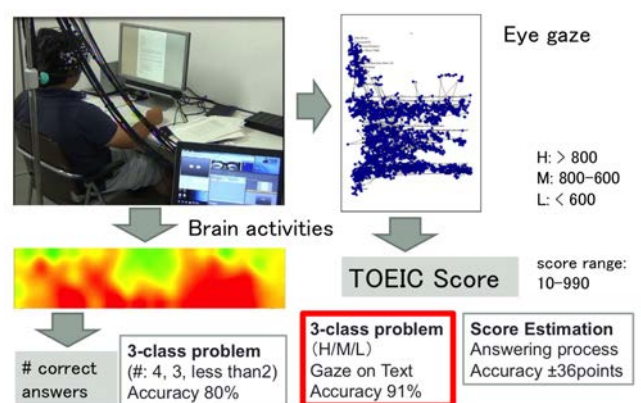 Eye gaze
H: > 800
M: 800-600
L: < 600
Brain activities
TOEIC Score
score range:
10-990
# correct
answers
3-class problem
(#: 4, 3, less than2)
Accuracy 80%
3-class problem
(H/M/L)
Gaze on Text
Accuracy 91%
Score Estimation
Answering process
Accuracy ±36points